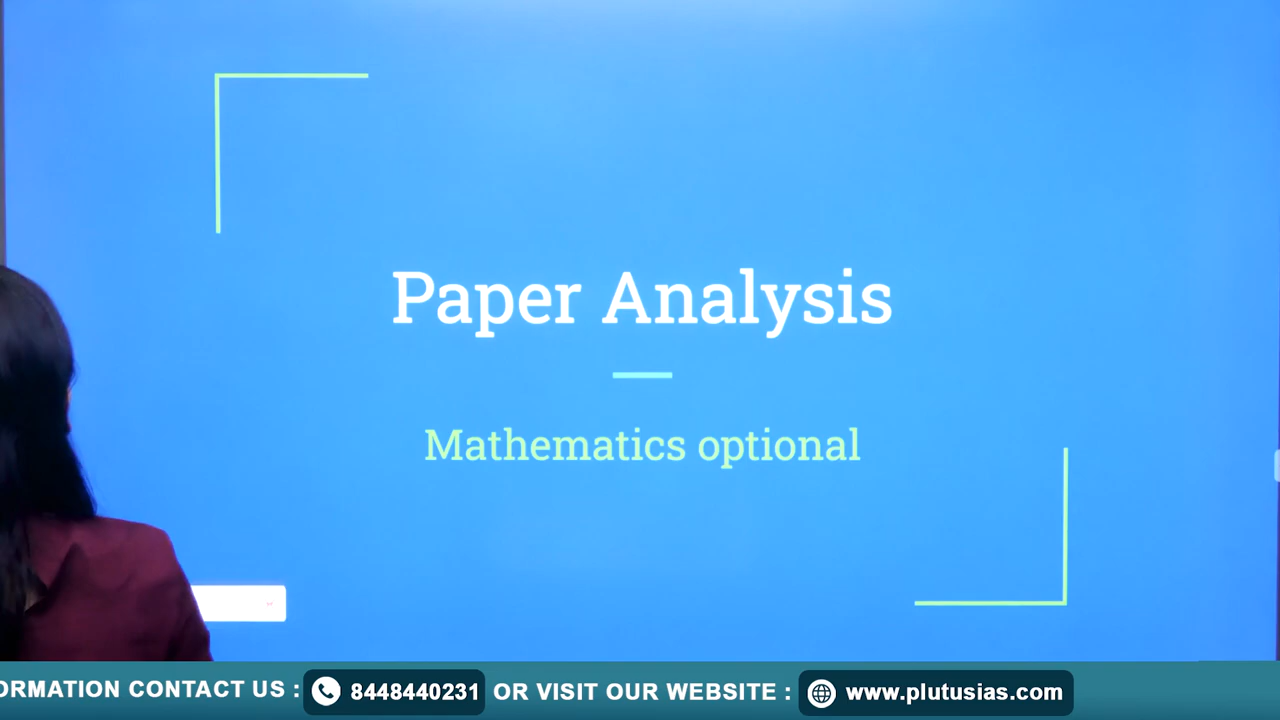 Paper Analysis
Mathematics optional
ORMATION CONTACT US : 8448440231 OR VISIT OUR WEBSITE : www.plutusias.com